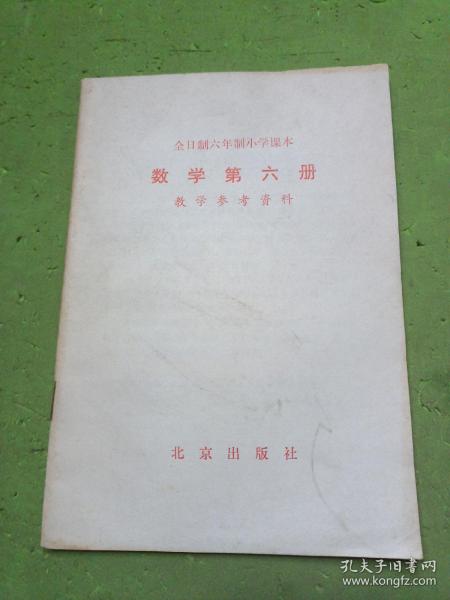 全日制六年制小学课本
数学第六册
教学参考资料
北京出版社
孔夫子旧书网
www.kongfz.com